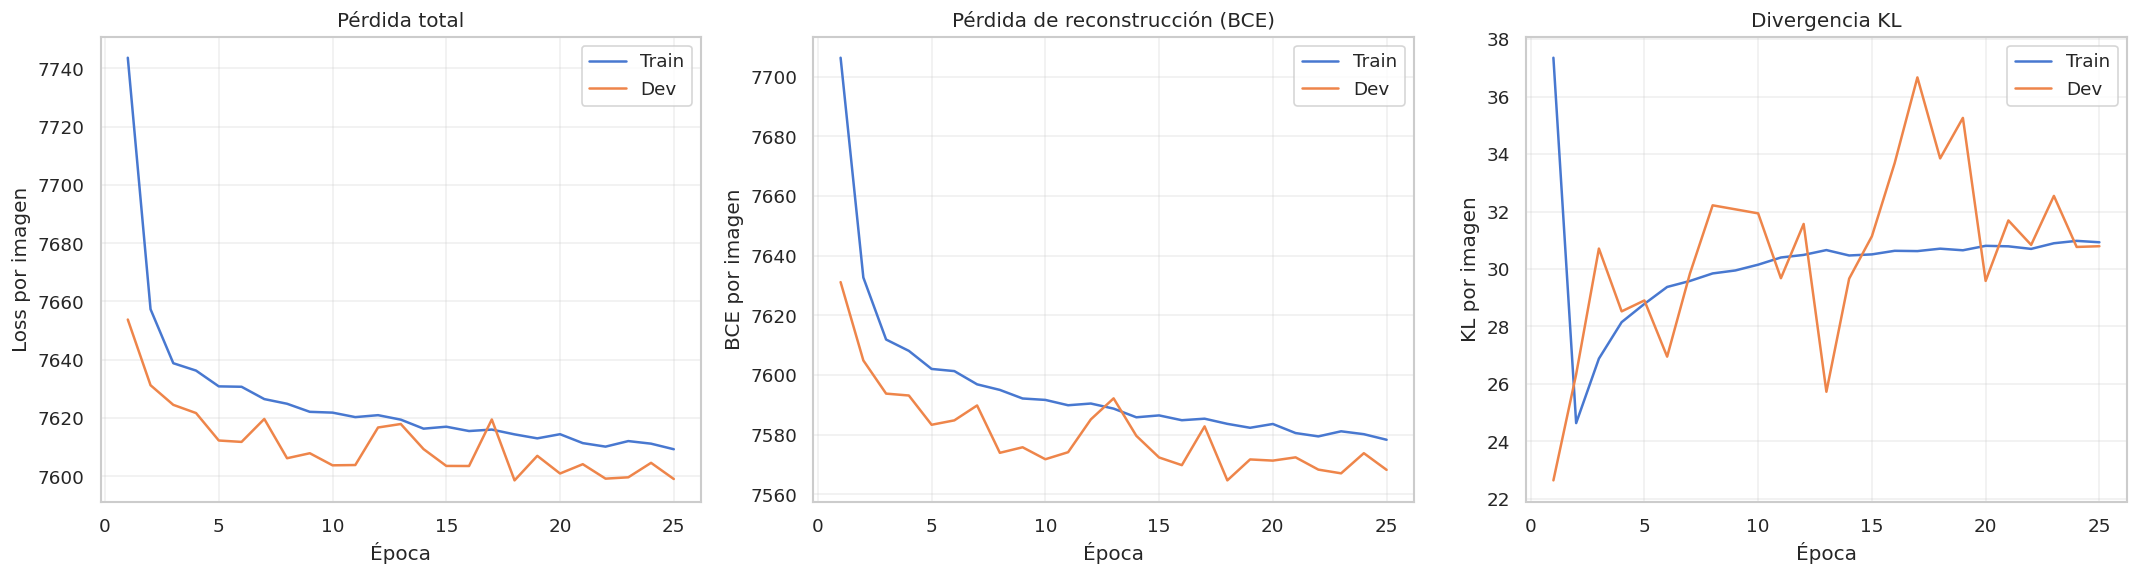 Pérdida total
Loss por imagen
7740
7720
7700
7680
7660
7640
7620
7600
0 5 10 15 20 25
Época
Train
Dev
Pérdida de reconstrucción (BCE)
BCE por imagen
7700
7680
7660
7640
7620
7600
7580
7560
0 5 10 15 20 25
Época
Train
Dev
Divergencia KL
KL por imagen
38
36
34
32
30
28
26
24
22
0 5 10 15 20 25
Época
Train
Dev